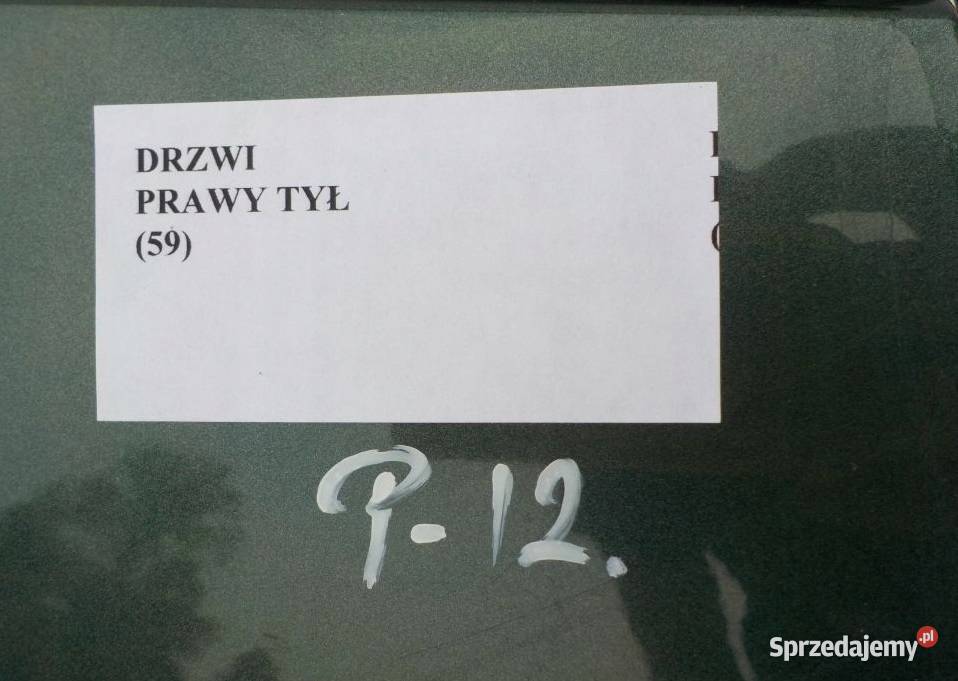 DRZWI
PRAWY TYŁ
(59)
P-12.
Sprzedajemy.pl